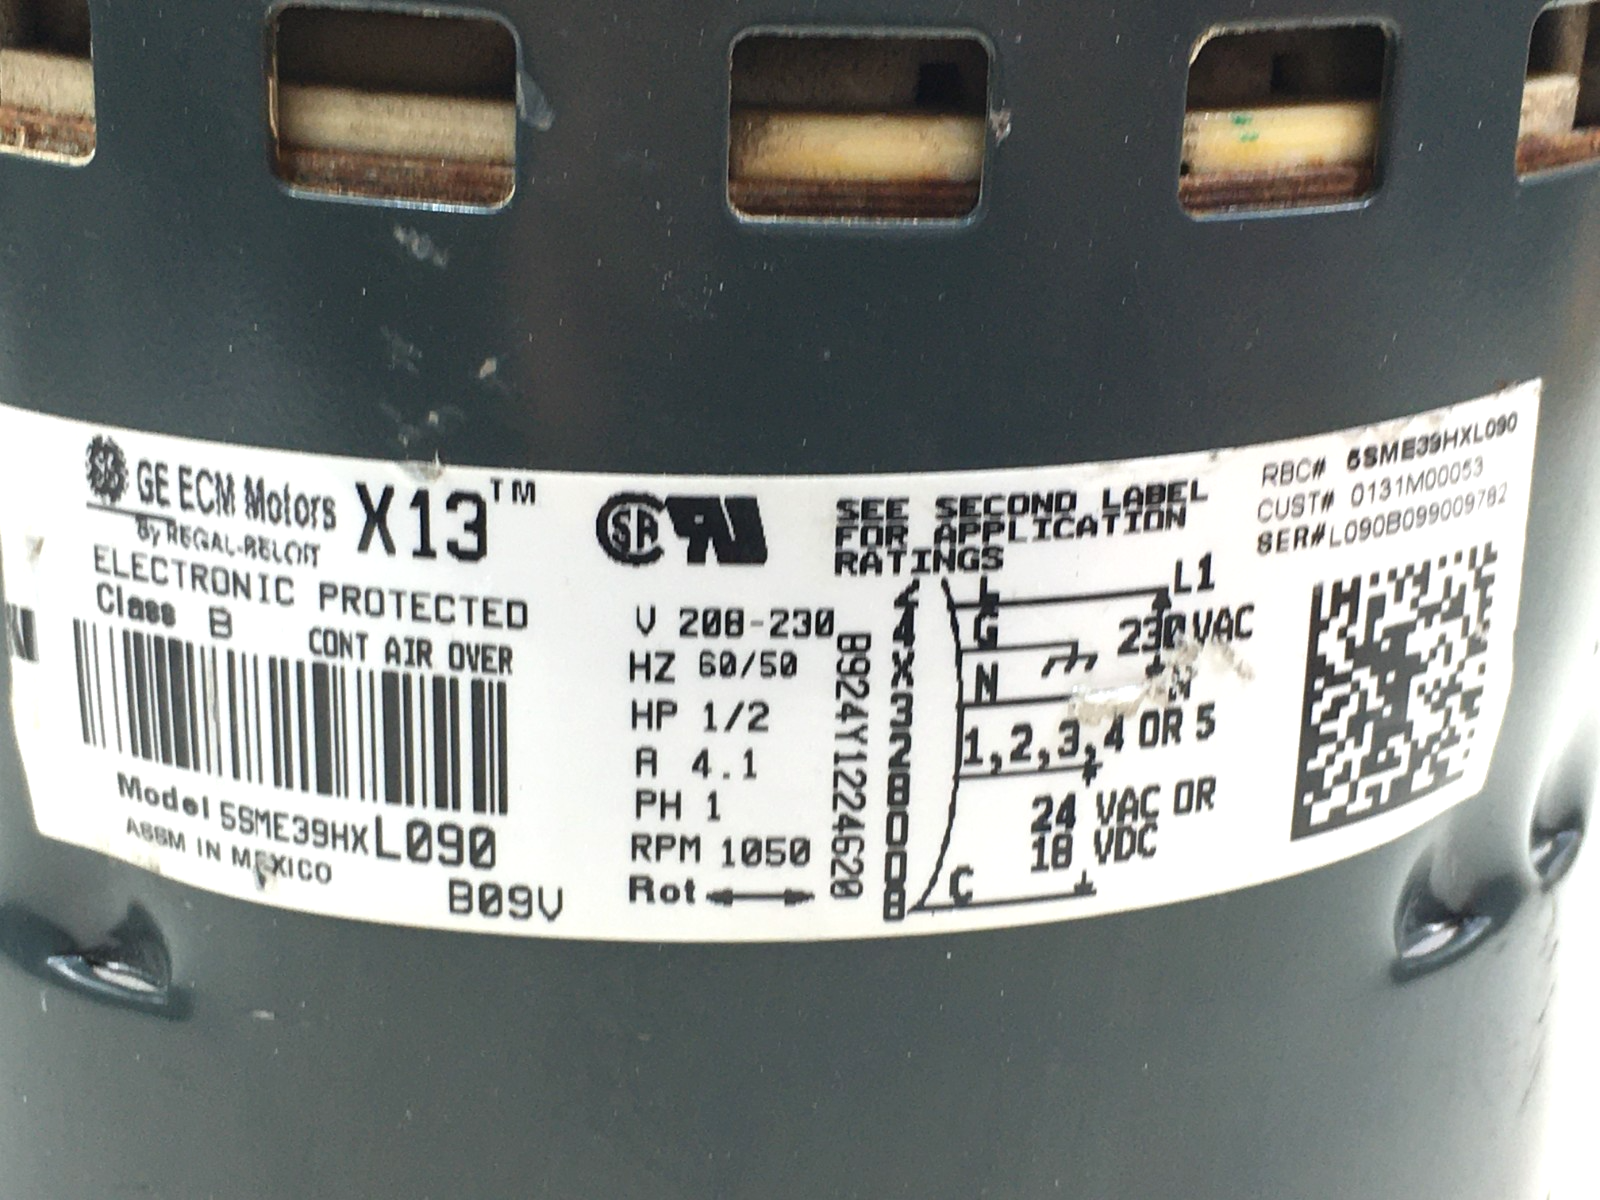 GE ECM Motors
by REGAL-BELOIT
X13™
ELECTRONIC PROTECTED
Class B
CONT AIR OVER
Model 5SME39HXL090
ASSM IN MEXICO
B09V
V 208-230
HZ 60/50
HP 1/2
A 4.1
PH 1
RPM 1050
Rot
B924Y1224620
SEE SECOND LABEL
FOR APPLICATION
RATINGS
L L1
G 230 VAC
N N
1,2,3,4 OR 5
24 VAC OR
18 VDC
C
RBC# 5SME39HXL090
CUST# 0131M00053
SER# L090B099009782